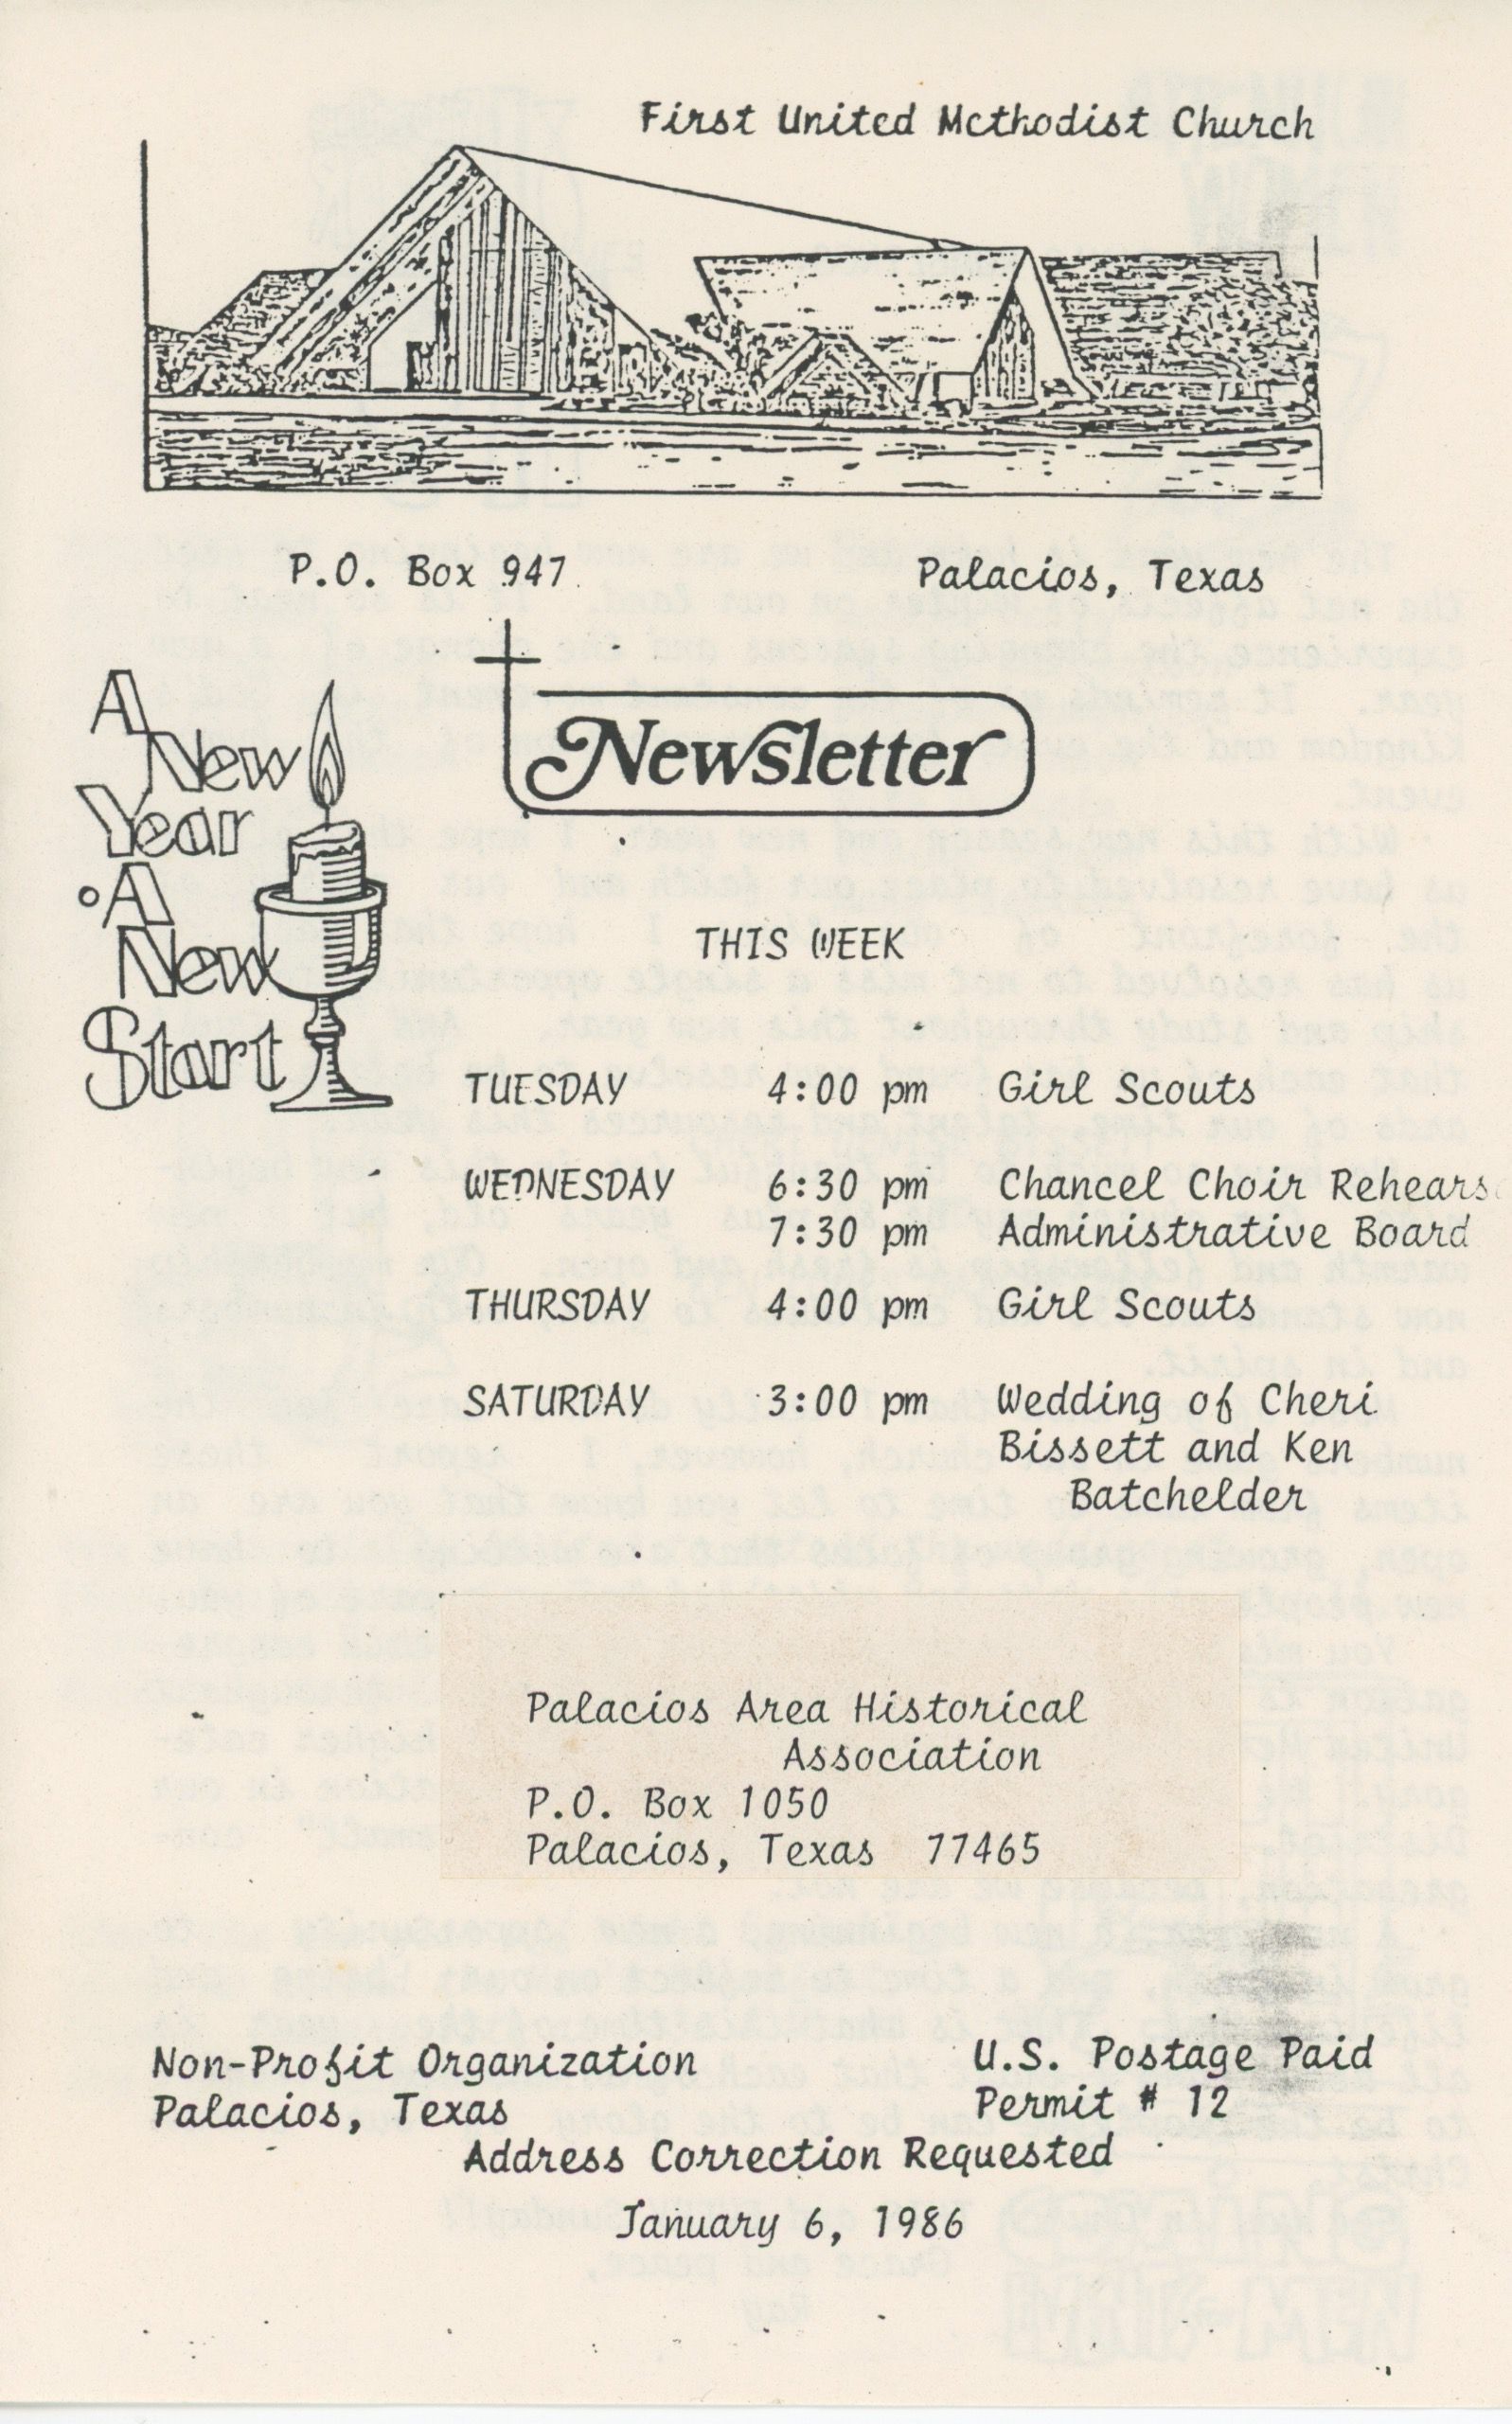 First United Methodist Church
P.O. Box 947
Palacios, Texas
A
New
Year
A
New
Start
Newsletter
THIS WEEK
TUESDAY 4:00 pm Girl Scouts
WEDNESDAY 6:30 pm Chancel Choir Rehears
7:30 pm Administrative Board
THURSDAY 4:00 pm Girl Scouts
SATURDAY 3:00 pm Wedding of Cheri
Bissett and Ken
Batchelder
Palacios Area Historical
Association
P.O. Box 1050
Palacios, Texas 77465
Non-Profit Organization U.S. Postage Paid
Palacios, Texas Permit # 12
Address Correction Requested
January 6, 1986